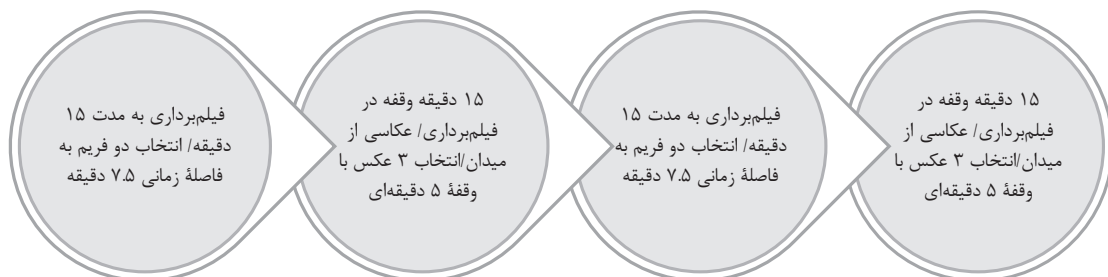 فیلم‌برداری به مدت ۱۵
دقیقه/ انتخاب دو فریم به
فاصلهٔ زمانی ۷.۵ دقیقه
۱۵ دقیقه وقفه در
فیلم‌برداری/ عکاسی از
میدان/انتخاب ۳ عکس با
وقفهٔ ۵ دقیقه‌ای
فیلم‌برداری به مدت ۱۵
دقیقه/ انتخاب دو فریم به
فاصلهٔ زمانی ۷.۵ دقیقه
۱۵ دقیقه وقفه در
فیلم‌برداری/ عکاسی از
میدان/انتخاب ۳ عکس با
وقفهٔ ۵ دقیقه‌ای